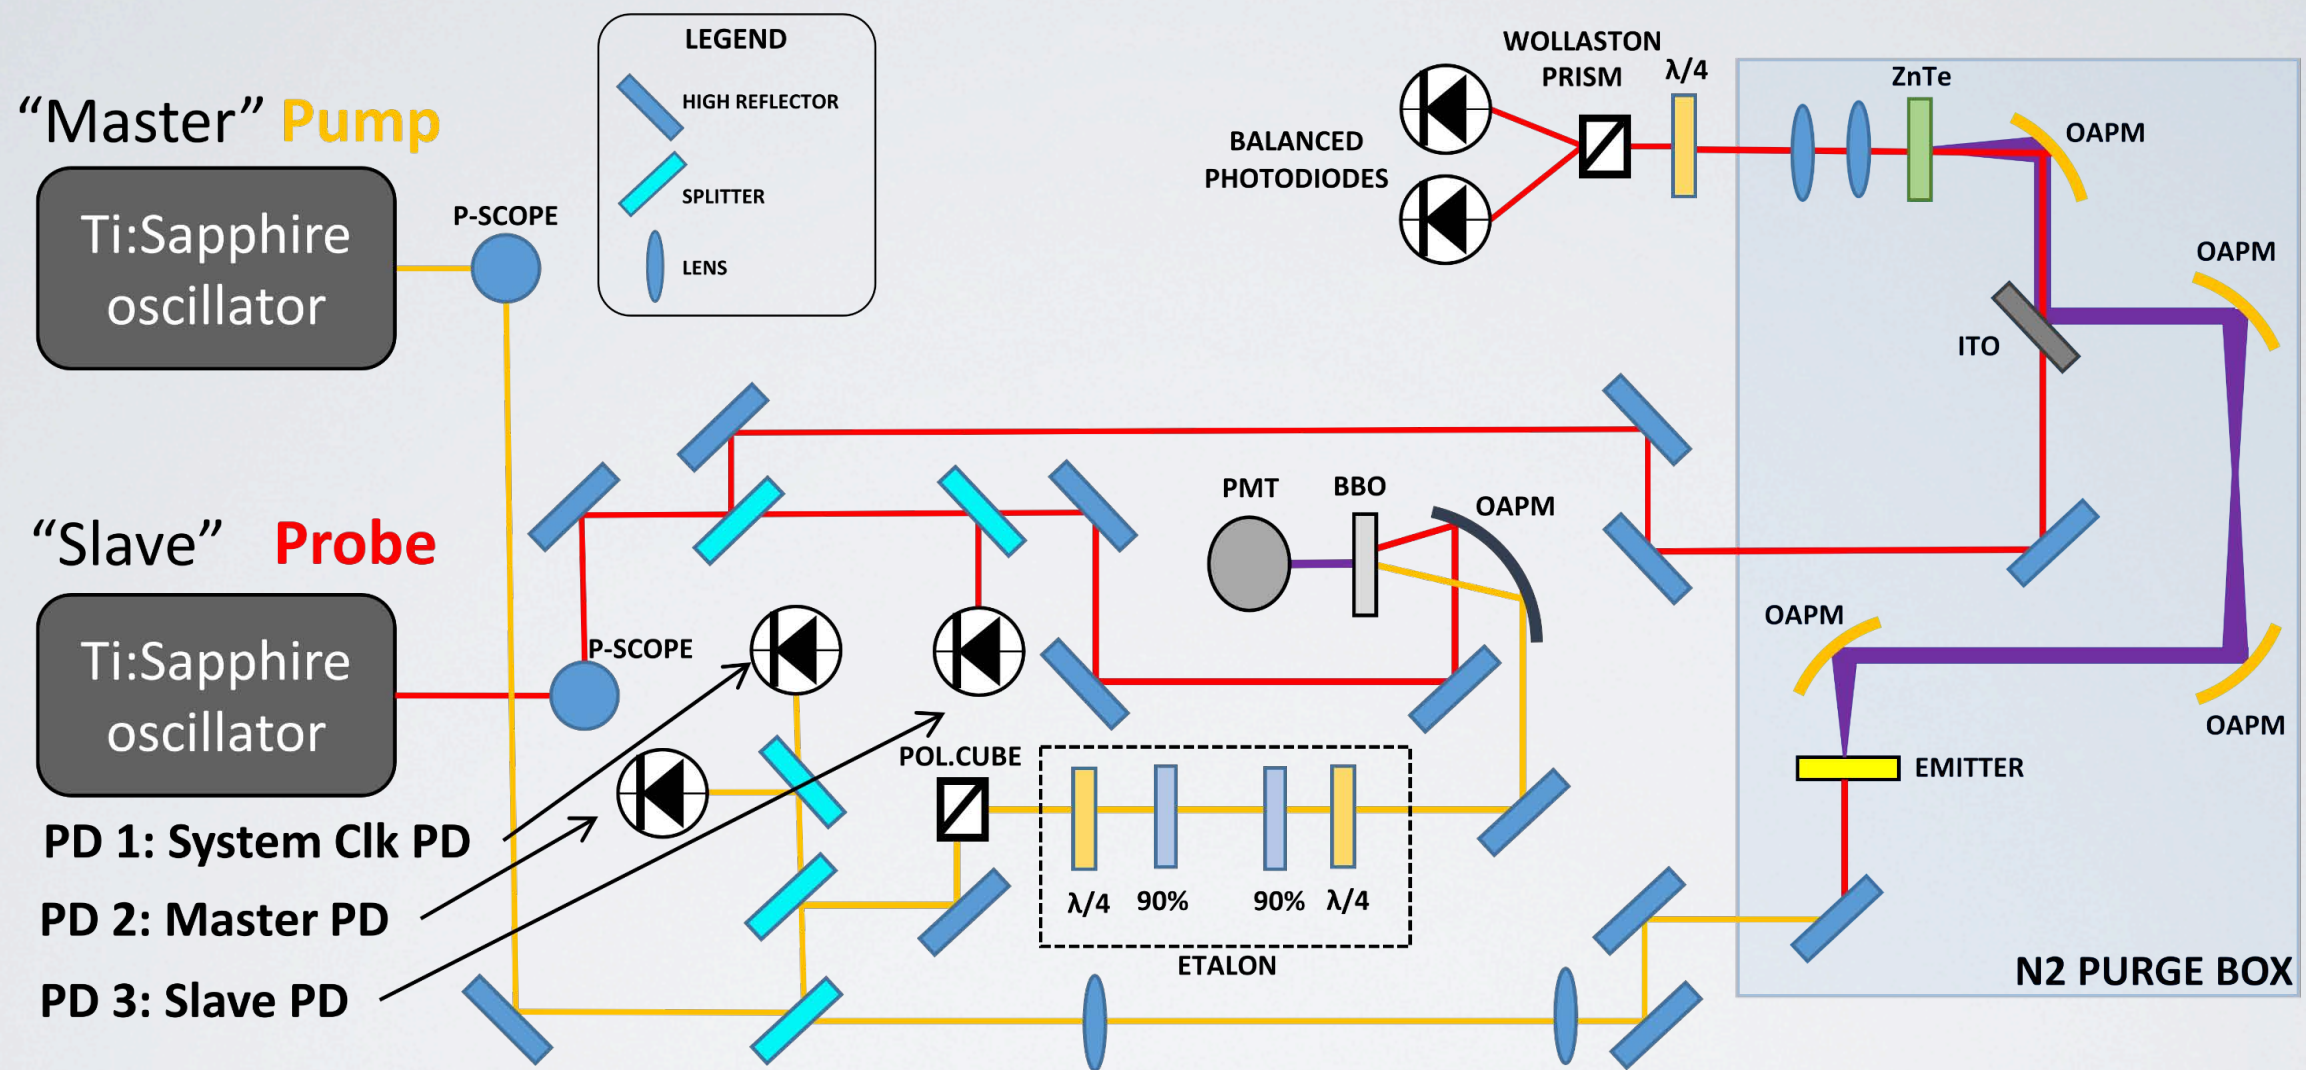 LEGEND
HIGH REFLECTOR
SPLITTER
LENS
“Master” Pump
Ti:Sapphire
oscillator
P-SCOPE
“Slave” Probe
Ti:Sapphire
oscillator
P-SCOPE
PD 1: System Clk PD
PD 2: Master PD
PD 3: Slave PD
WOLLASTON
PRISM
λ/4
BALANCED
PHOTODIODES
ZnTe
OAPM
OAPM
ITO
PMT
BBO
OAPM
OAPM
OAPM
EMITTER
POL.CUBE
λ/4
90%
90%
λ/4
ETALON
N2 PURGE BOX